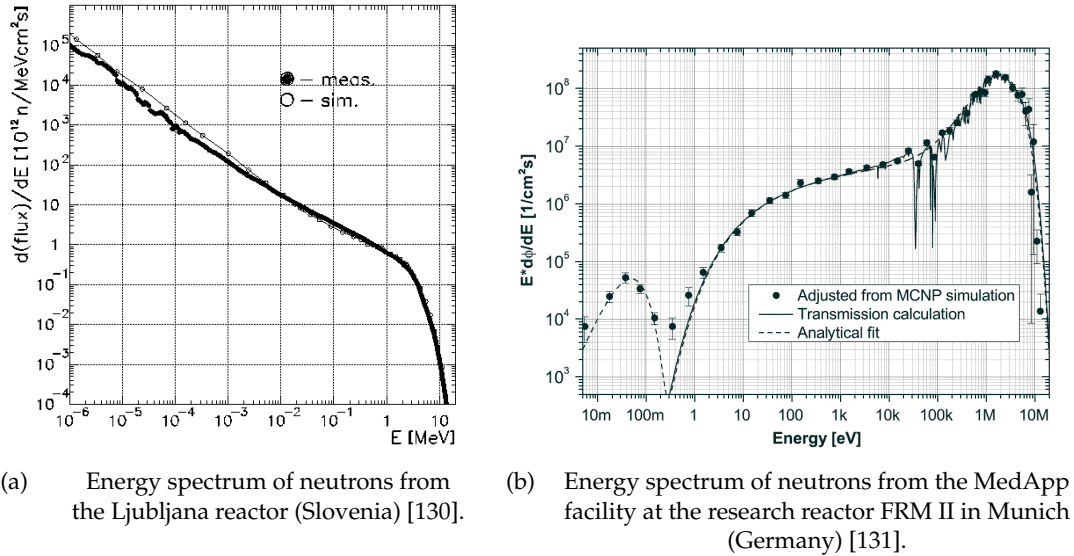 d(flux)/dE [10^12 n/MeVcm²s]
10^5
10^4
10^3
10^2
10
1
10^-1
10^-2
10^-3
10^-4
10^-6
10^-5
10^-4
10^-3
10^-2
10^-1
1
10
E [MeV]
– meas.
– sim.
E*dϕ/dE [1/cm²s]
10^8
10^7
10^6
10^5
10^4
10^3
10m
100m
1
10
100
1k
10k
100k
1M
10M
Energy [eV]
Adjusted from MCNP simulation
Transmission calculation
Analytical fit
(a) Energy spectrum of neutrons from
the Ljubljana reactor (Slovenia) [130].
(b) Energy spectrum of neutrons from the MedApp
facility at the research reactor FRM II in Munich
(Germany) [131].